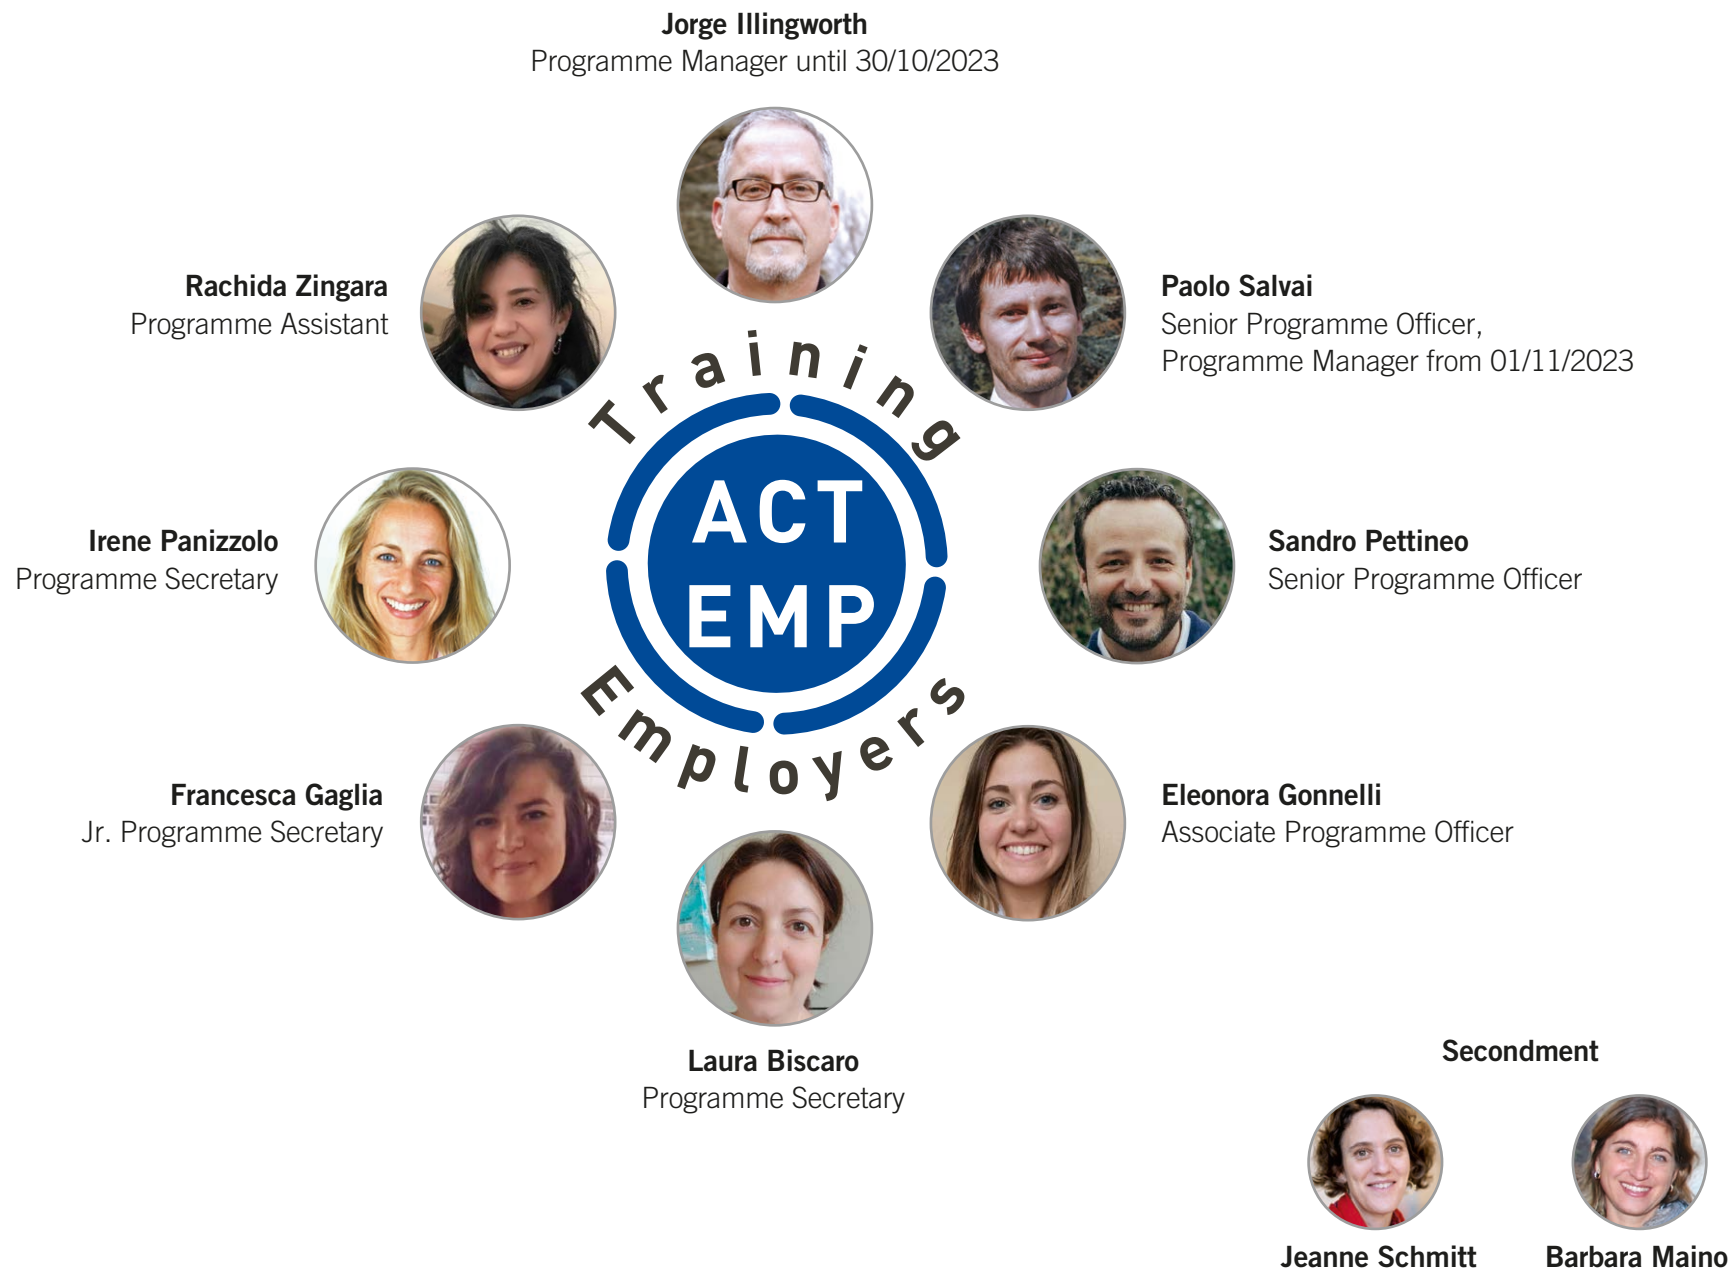 Jorge Illingworth
Programme Manager until 30/10/2023
Rachida Zingara
Programme Assistant
Paolo Salvai
Senior Programme Officer,
Programme Manager from 01/11/2023
Training
ACT
EMP
Employers
Irene Panizzolo
Programme Secretary
Sandro Pettineo
Senior Programme Officer
Francesca Gaglia
Jr. Programme Secretary
Eleonora Gonnelli
Associate Programme Officer
Laura Biscaro
Programme Secretary
Secondment
Jeanne Schmitt
Barbara Maino